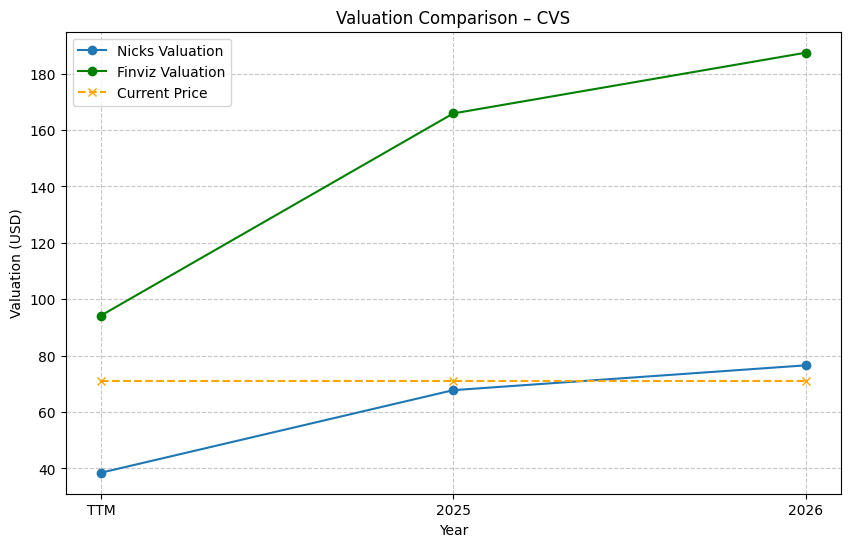 Valuation Comparison – CVS
Nicks Valuation
Finviz Valuation
Current Price
Valuation (USD)
180
160
140
120
100
80
60
40
TTM
2025
2026
Year